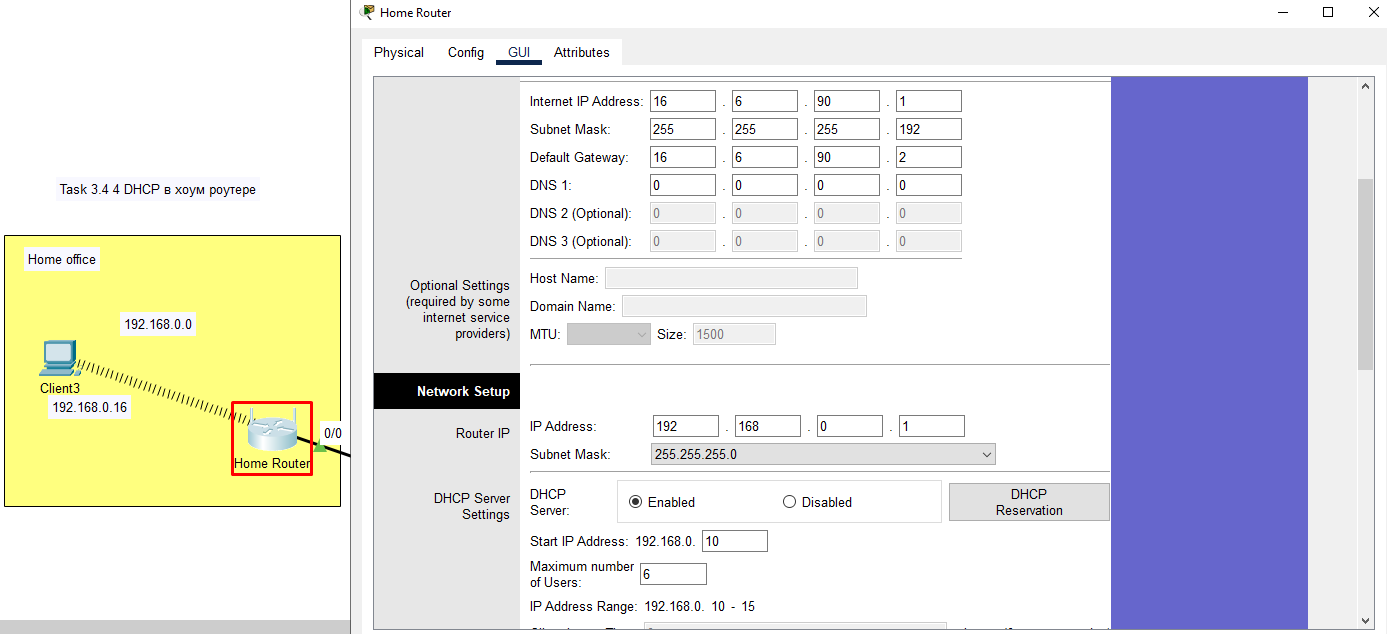 Home Router
Physical Config GUI Attributes
Internet IP Address: 16 . 6 . 90 . 1
Subnet Mask: 255 . 255 . 255 . 192
Default Gateway: 16 . 6 . 90 . 2
DNS 1: 0 . 0 . 0 . 0
DNS 2 (Optional): 0 . 0 . 0 . 0
DNS 3 (Optional): 0 . 0 . 0 . 0
Optional Settings
(required by some
internet service
providers)
Host Name:
Domain Name:
MTU: Size: 1500
Network Setup
Router IP
IP Address: 192 . 168 . 0 . 1
Subnet Mask: 255.255.255.0
DHCP Server
Settings
DHCP
Server:
Enabled Disabled
DHCP
Reservation
Start IP Address: 192.168.0. 10
Maximum number
of Users: 6
IP Address Range: 192.168.0. 10 - 15
Task 3.4 4 DHCP в хоум роутере
Home office
192.168.0.0
Client3
192.168.0.16
0/0
Home Router